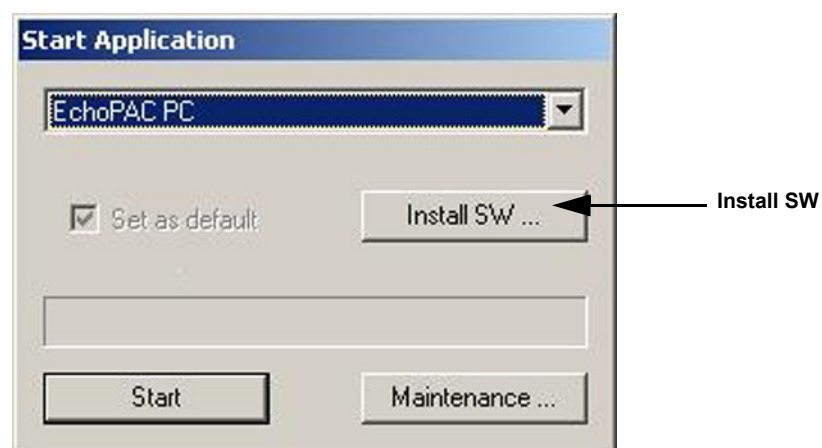 Start Application
EchoPAC PC
Set as default
Install SW ...
Install SW
Start
Maintenance ...